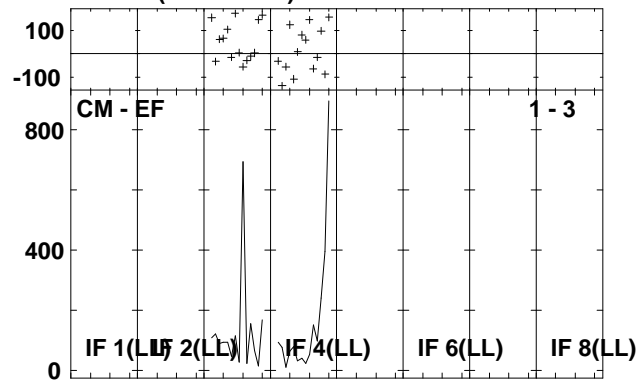 100
-100
CM - EF 1 - 3
800
400
0
IF 1(LL) IF 2(LL) IF 4(LL) IF 6(LL) IF 8(LL)